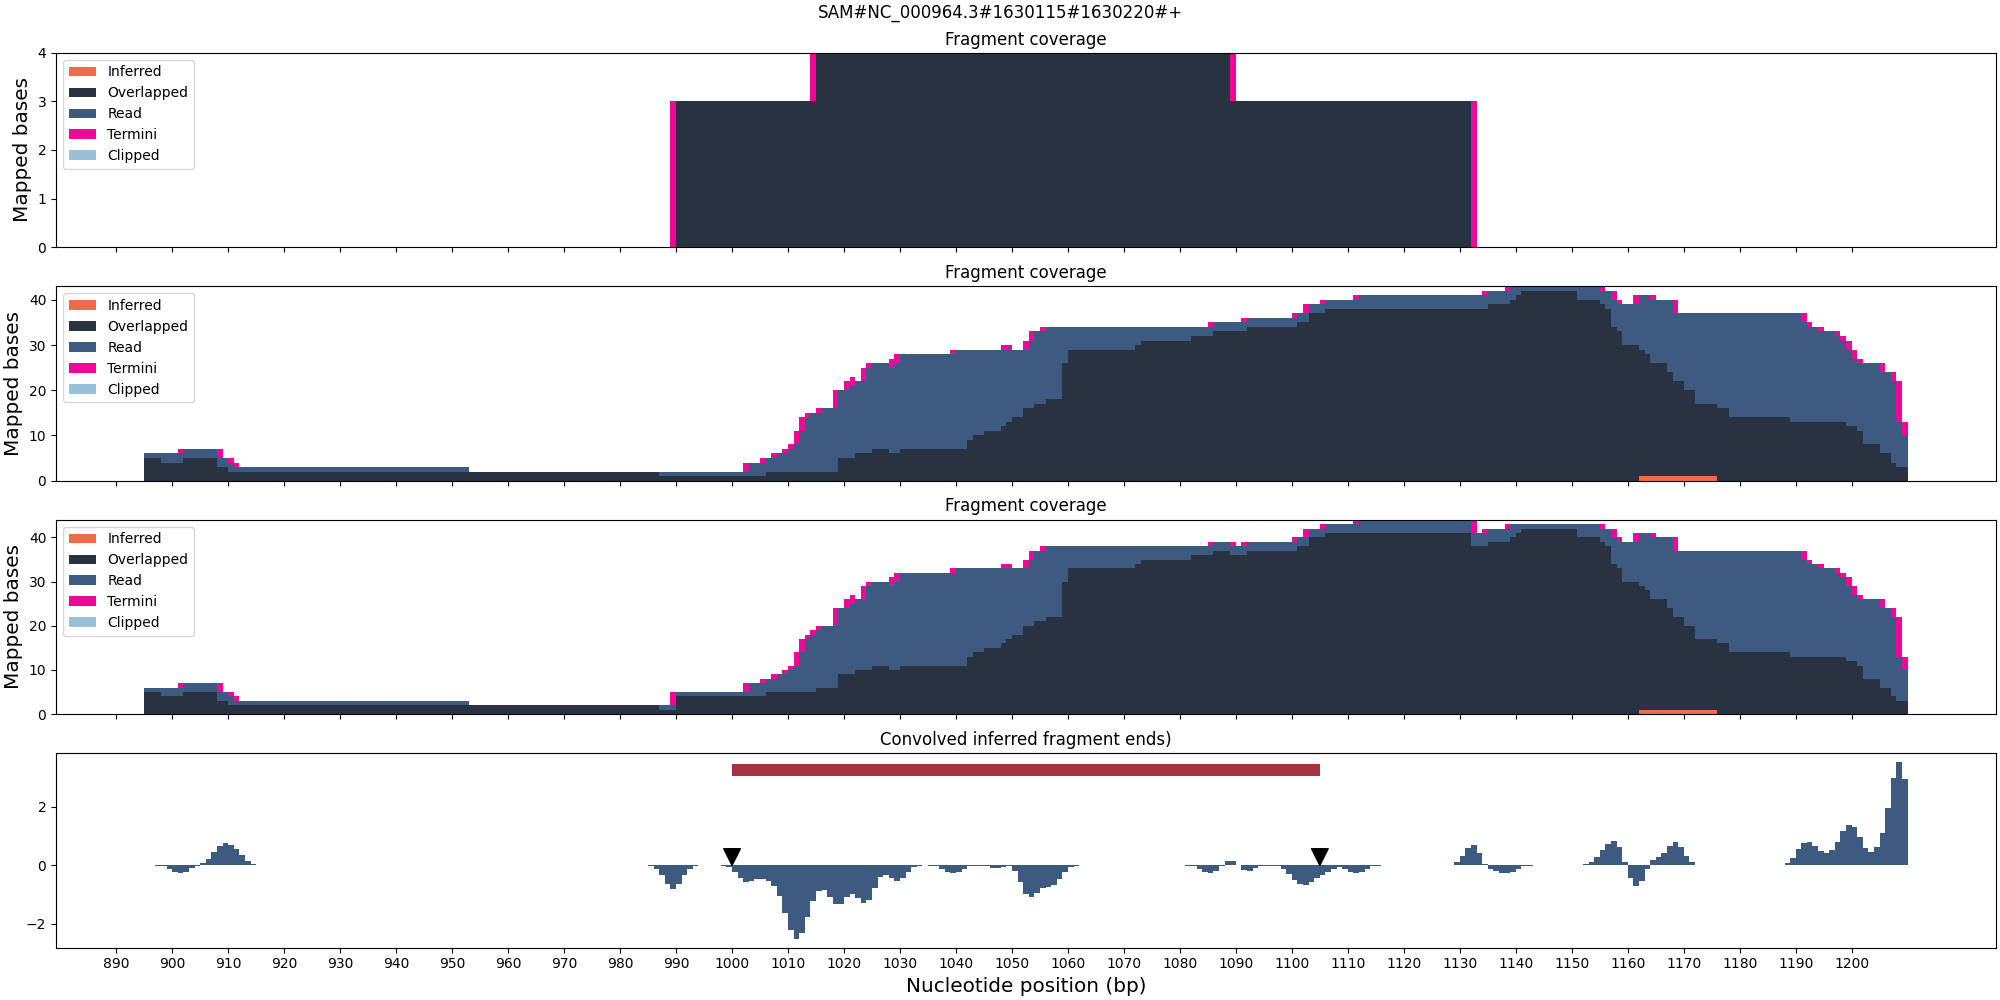 SAM#NC_000964.3#1630115#1630220#+
Fragment coverage
Mapped bases
4
3
2
1
0
Inferred
Overlapped
Read
Termini
Clipped
Fragment coverage
Mapped bases
40
30
20
10
0
Inferred
Overlapped
Read
Termini
Clipped
Fragment coverage
Mapped bases
40
30
20
10
0
Inferred
Overlapped
Read
Termini
Clipped
Convolved inferred fragment ends)
2
0
−2
890 900 910 920 930 940 950 960 970 980 990 1000 1010 1020 1030 1040 1050 1060 1070 1080 1090 1100 1110 1120 1130 1140 1150 1160 1170 1180 1190 1200
Nucleotide position (bp)